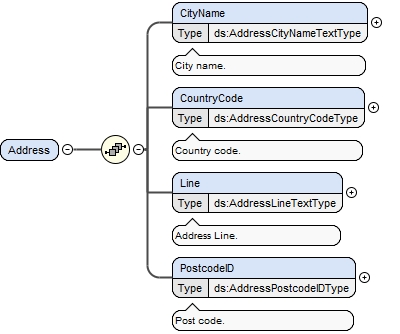 CityName
Type ds:AddressCityNameTextType
City name.
CountryCode
Type ds:AddressCountryCodeType
Country code.
Address
Line
Type ds:AddressLineTextType
Address Line.
PostcodeID
Type ds:AddressPostcodeIDType
Post code.